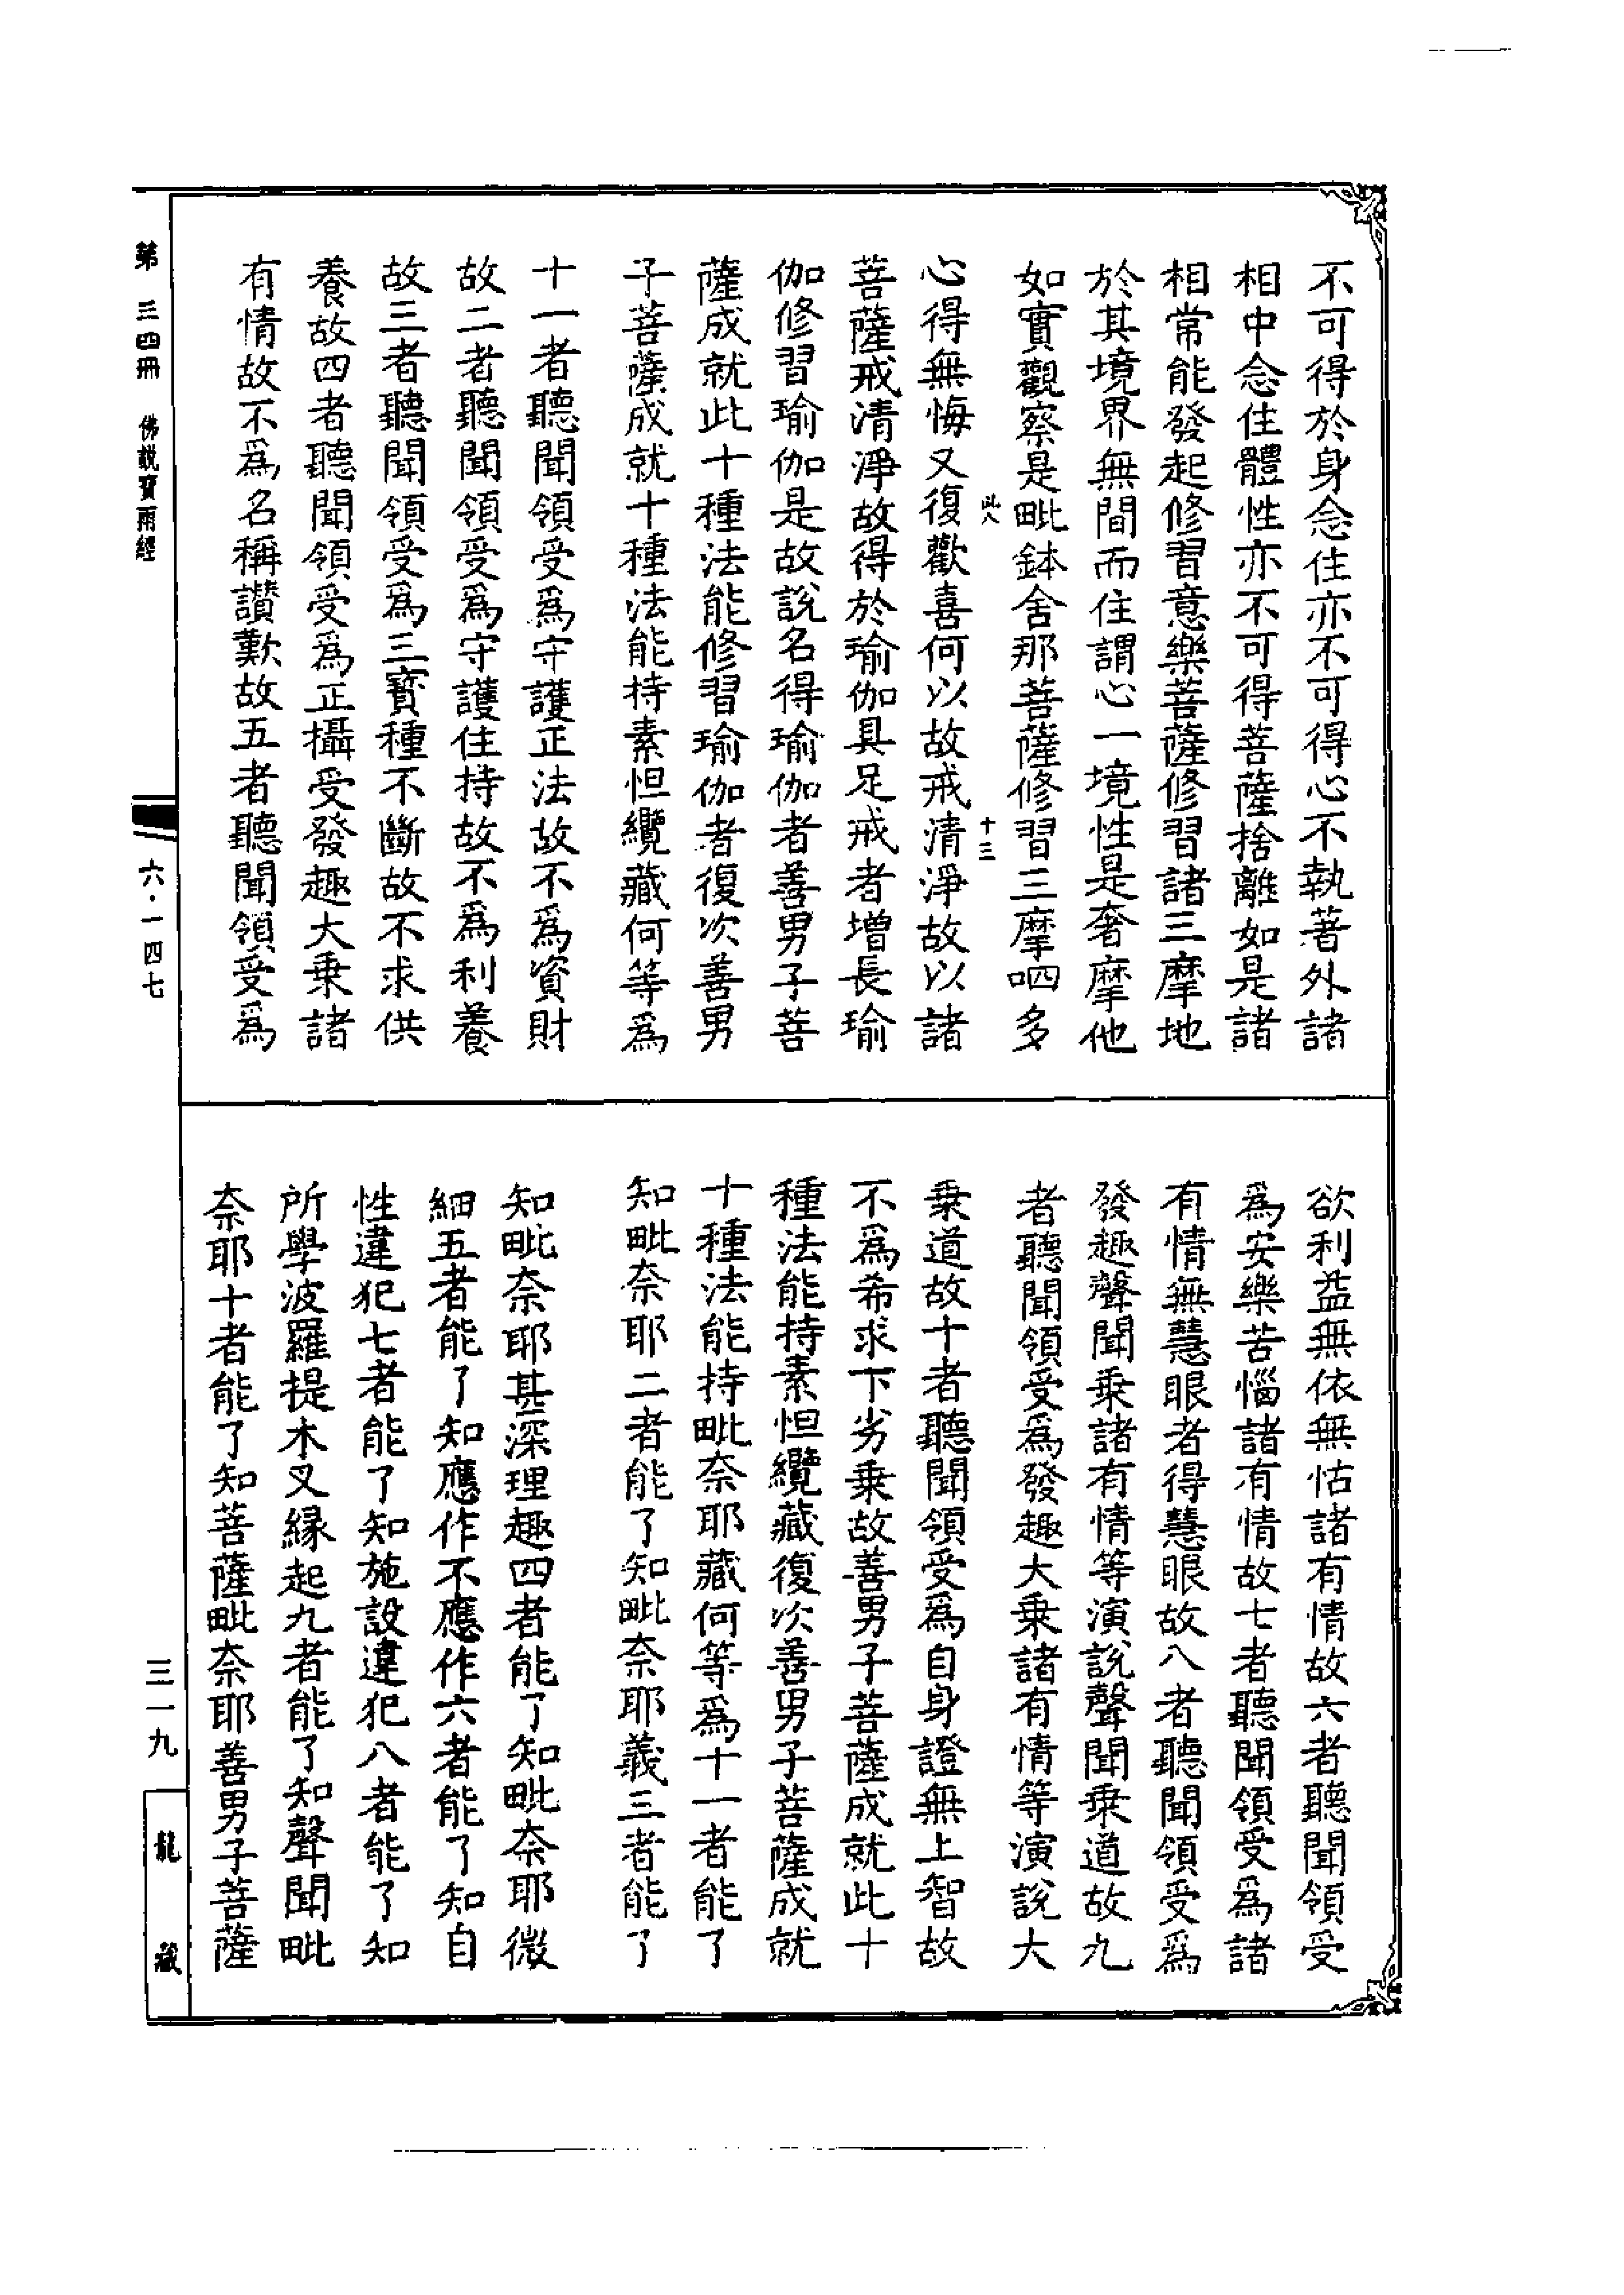 不可得於身念住亦不可得心不執著外諸
相中念住體性亦不可得菩薩捨離如是諸
相常能發起修習意樂菩薩修習諸三摩地
於其境界無間而住謂心一境性是奢摩他
如實觀察是毗鉢舍那菩薩修習三摩呬多
此八
十三
心得無悔又復歡喜何以故戒清淨故以諸
菩薩戒清淨故得於瑜伽具足戒者增長瑜
伽修習瑜伽是故說名得瑜伽者善男子菩
薩成就此十種法能修習瑜伽者復次善男
子菩薩成就十種法能持素怛纜藏何等為
十一者聽聞領受為守護正法故不為資財
故二者聽聞領受為守護住持故不為利養
故三者聽聞領受為三寶種不斷故不求供
養故四者聽聞領受為正攝受發趣大乗諸
有情故不為名稱讚歎故五者聽聞領受為
欲利益無依無怙諸有情故六者聽聞領受
為安樂苦惱諸有情故七者聽聞領受為諸
有情無慧眼者得慧眼故八者聽聞領受為
發趣聲聞乗諸有情等演說聲聞乗道故九
者聽聞領受為發趣大乗諸有情等演說大
乗道故十者聽聞領受為自身證無上智故
不為希求下劣乗故善男子菩薩成就此十
種法能持素怛纜藏復次善男子菩薩成就
十種法能持毗奈耶藏何等為十一者能了
知毗奈耶二者能了知毗奈耶義三者能了
知毗奈耶甚深理趣四者能了知毗奈耶微
細五者能了知應作不應作六者能了知自
性違犯七者能了知施設違犯八者能了知
所學波羅提木叉緣起九者能了知聲聞毗
奈耶十者能了知菩薩毗奈耶善男子菩薩
第三四冊 佛說寶雨經
六·一四七
三一九
龍藏